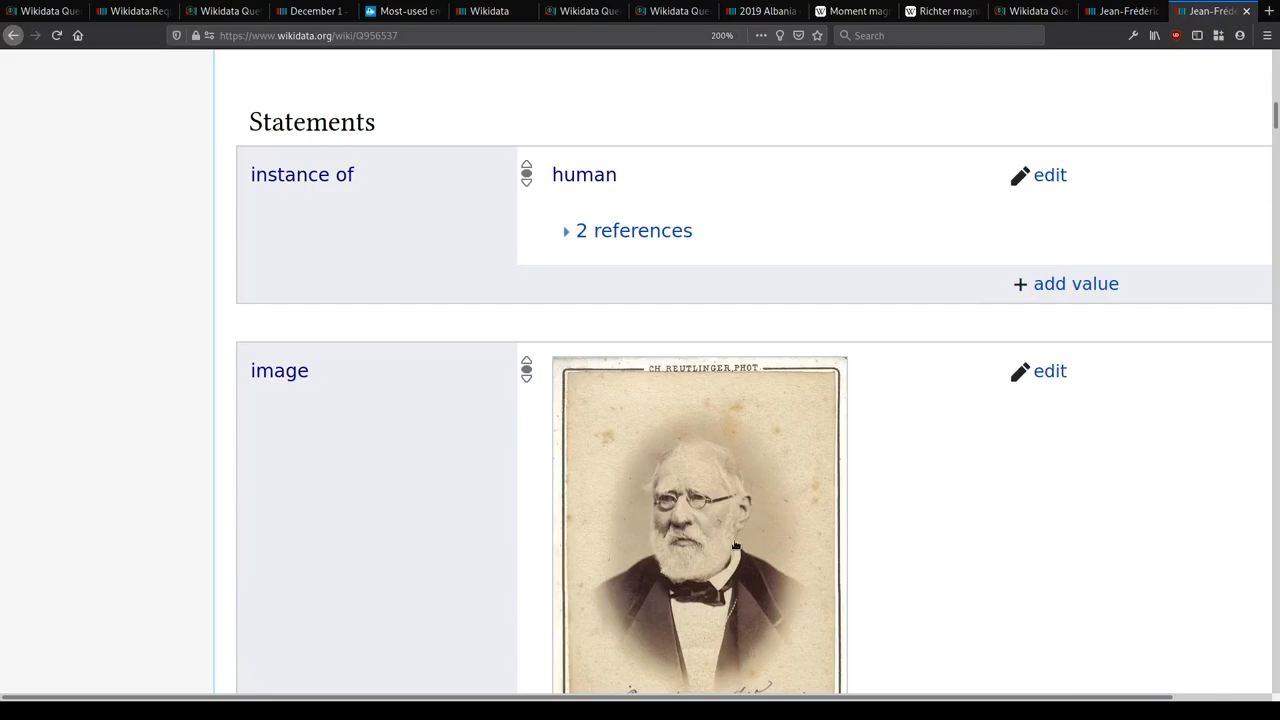 Wikidata Que
Wikidata:Req
Wikidata Que
December 1 -
Most-used en
Wikidata
Wikidata Que
Wikidata Que
2019 Albania
Moment mag
Richter magn
Wikidata Que
Jean-Frédéric
Jean-Fréd
https://www.wikidata.org/wiki/Q956537
200%
Search
Statements
instance of
human
edit
2 references
+ add value
image
CH. REUTLINGER PHOT.
edit